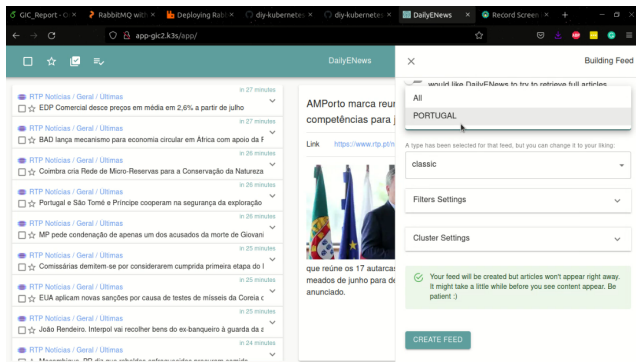 GIC_Report - O
RabbitMQ with
Deploying Rab
diy-kubernetes
diy-kubernetes
DailyENews
Record Screen
app-gic2.k3s/app/
DailyENews
Building Feed
would like DailyENews to try to retrieve full articles
All
PORTUGAL
A type has been selected for that feed, but you can change it to your liking:
classic
Filters Settings
Cluster Settings
Your feed will be created but articles won't appear right away.
It might take a little while before you see content appear. Be
patient :)
CREATE FEED
in 27 minutes
RTP Notícias / Geral / Últimas
EDP Comercial desce preços em média em 2,6% a partir de julho
in 27 minutes
RTP Notícias / Geral / Últimas
BAD lança mecanismo para economia circular em África com apoio da F
in 26 minutes
RTP Notícias / Geral / Últimas
Coimbra cria Rede de Micro-Reservas para a Conservação da Natureza
in 26 minutes
RTP Notícias / Geral / Últimas
Portugal e São Tomé e Príncipe cooperam na segurança da exploração
in 26 minutes
RTP Notícias / Geral / Últimas
MP pede condenação de apenas um dos acusados da morte de Giovani
in 25 minutes
RTP Notícias / Geral / Últimas
Comissárias demitem-se por considerarem cumprida primeira etapa do
in 25 minutes
RTP Notícias / Geral / Últimas
EUA aplicam novas sanções por causa de testes de mísseis da Coreia
in 25 minutes
RTP Notícias / Geral / Últimas
João Rendeiro. Interpol vai recolher bens do ex-banqueiro à guarda da
in 24 minutes
RTP Notícias / Geral / Últimas
AMPorto marca reur
competências para
Link https://www.rtp.pt/n
que reúne os 17 autarcas
meados de junho para de
anunciado.